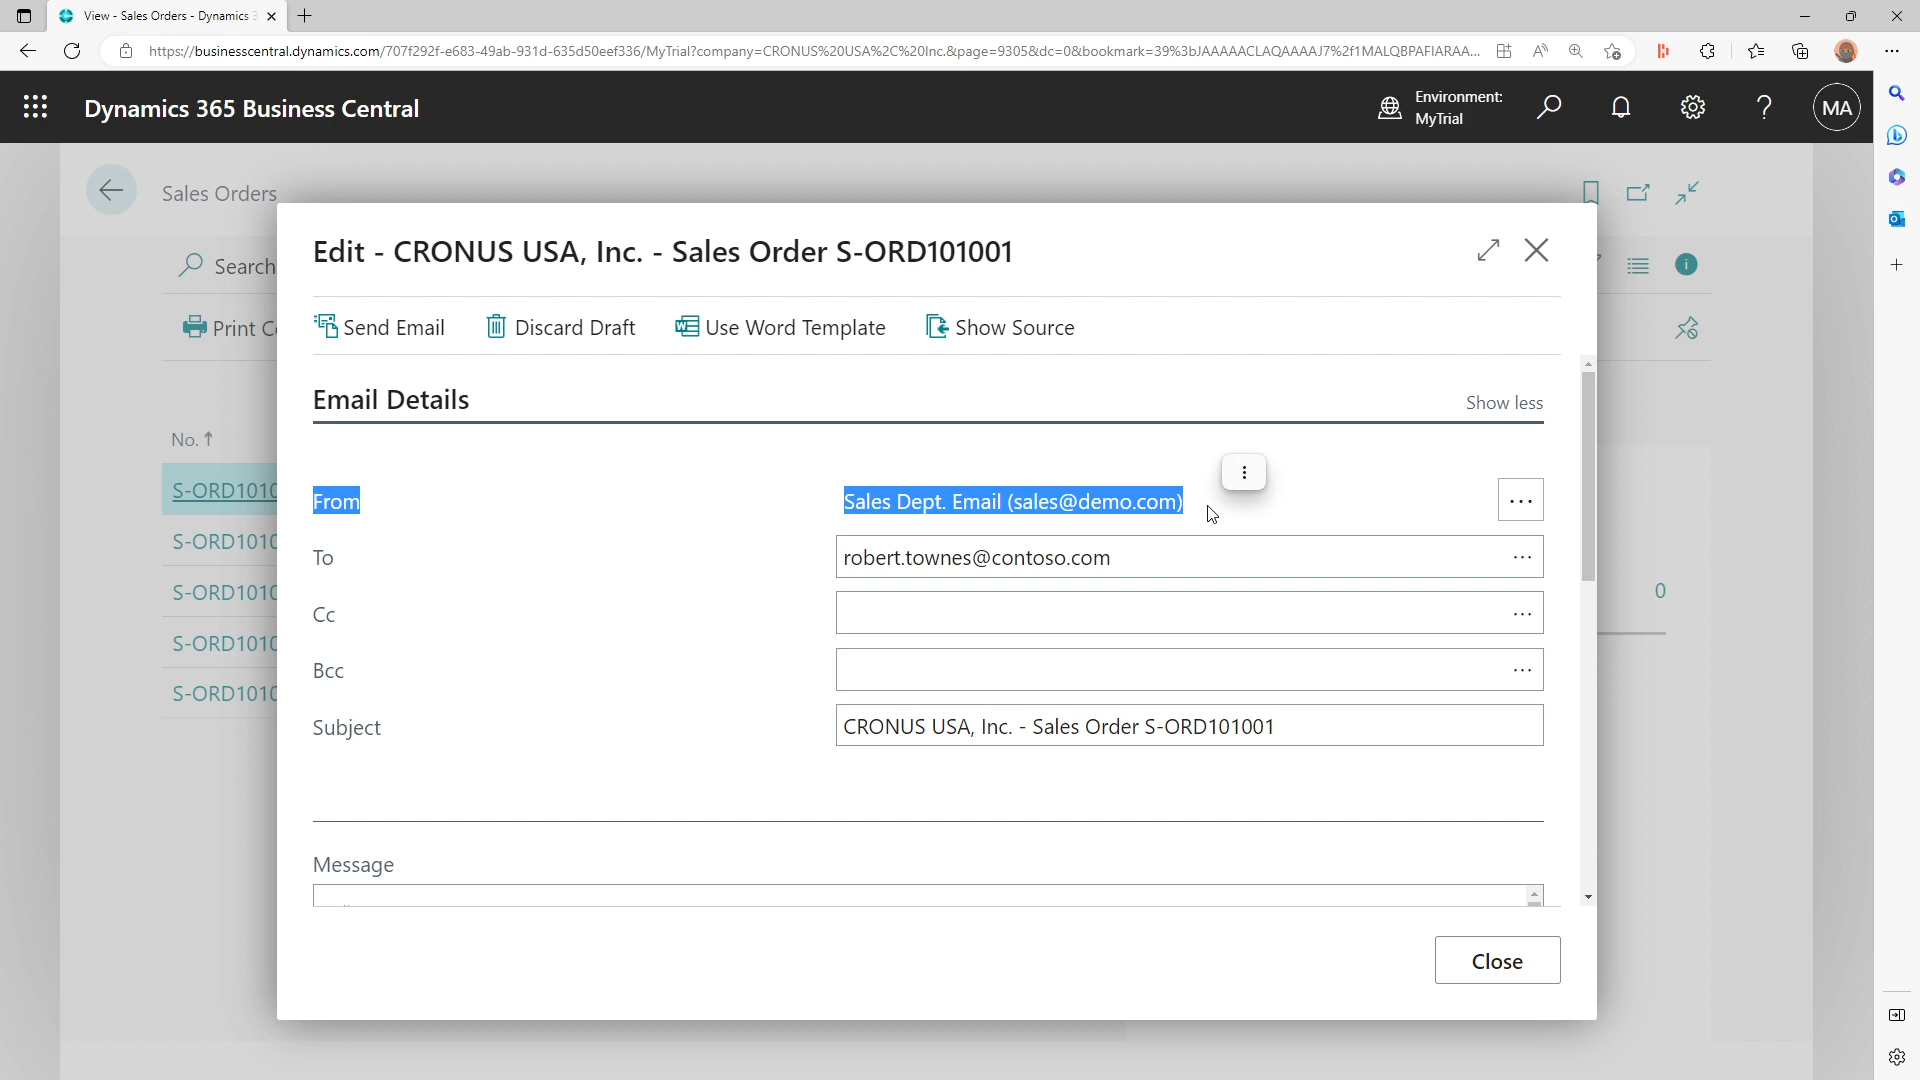 View - Sales Orders - Dynamics 3
https://businesscentral.dynamics.com/707f292f-e683-49ab-931d-635d50eef336/MyTrial?company=CRONUS%20USA%2C%20Inc.&page=9305&dc=0&bookmark=39%3bJAAAAACLAQAAAAJ7%2f1MALQBPAFIARAA...
Dynamics 365 Business Central
Environment:
MyTrial
MA
Sales Orders
Edit - CRONUS USA, Inc. - Sales Order S-ORD101001
Search
Print
Send Email Discard Draft Use Word Template Show Source
Email Details Show less
No. ↑
S-ORD1010
From Sales Dept. Email (sales@demo.com)
S-ORD1010
To robert.townes@contoso.com
S-ORD1010
0
Cc
S-ORD1010
Bcc
S-ORD1010
Subject CRONUS USA, Inc. - Sales Order S-ORD101001
Message
Close